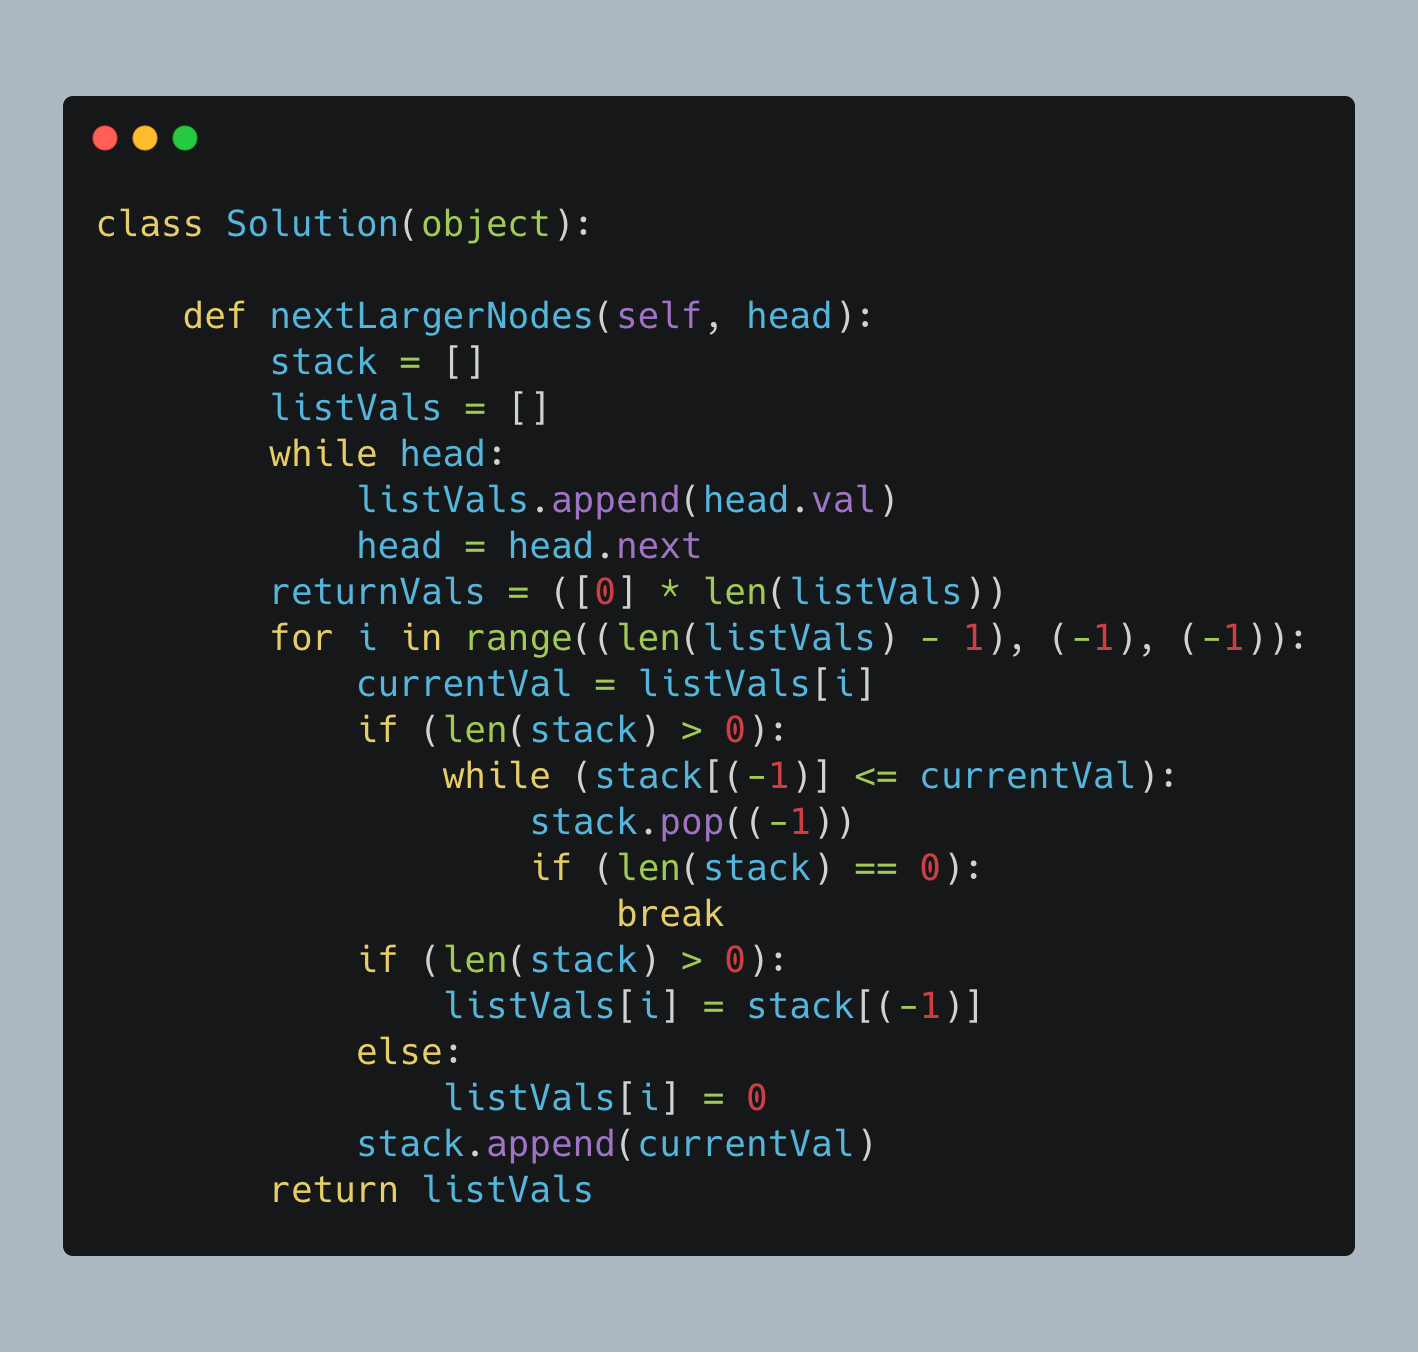 class Solution(object):

    def nextLargerNodes(self, head):
        stack = []
        listVals = []
        while head:
            listVals.append(head.val)
            head = head.next
        returnVals = ([0] * len(listVals))
        for i in range((len(listVals) - 1), (-1), (-1)):
            currentVal = listVals[i]
            if (len(stack) > 0):
                while (stack[(-1)] <= currentVal):
                    stack.pop((-1))
                    if (len(stack) == 0):
                        break
            if (len(stack) > 0):
                listVals[i] = stack[(-1)]
            else:
                listVals[i] = 0
            stack.append(currentVal)
        return listVals